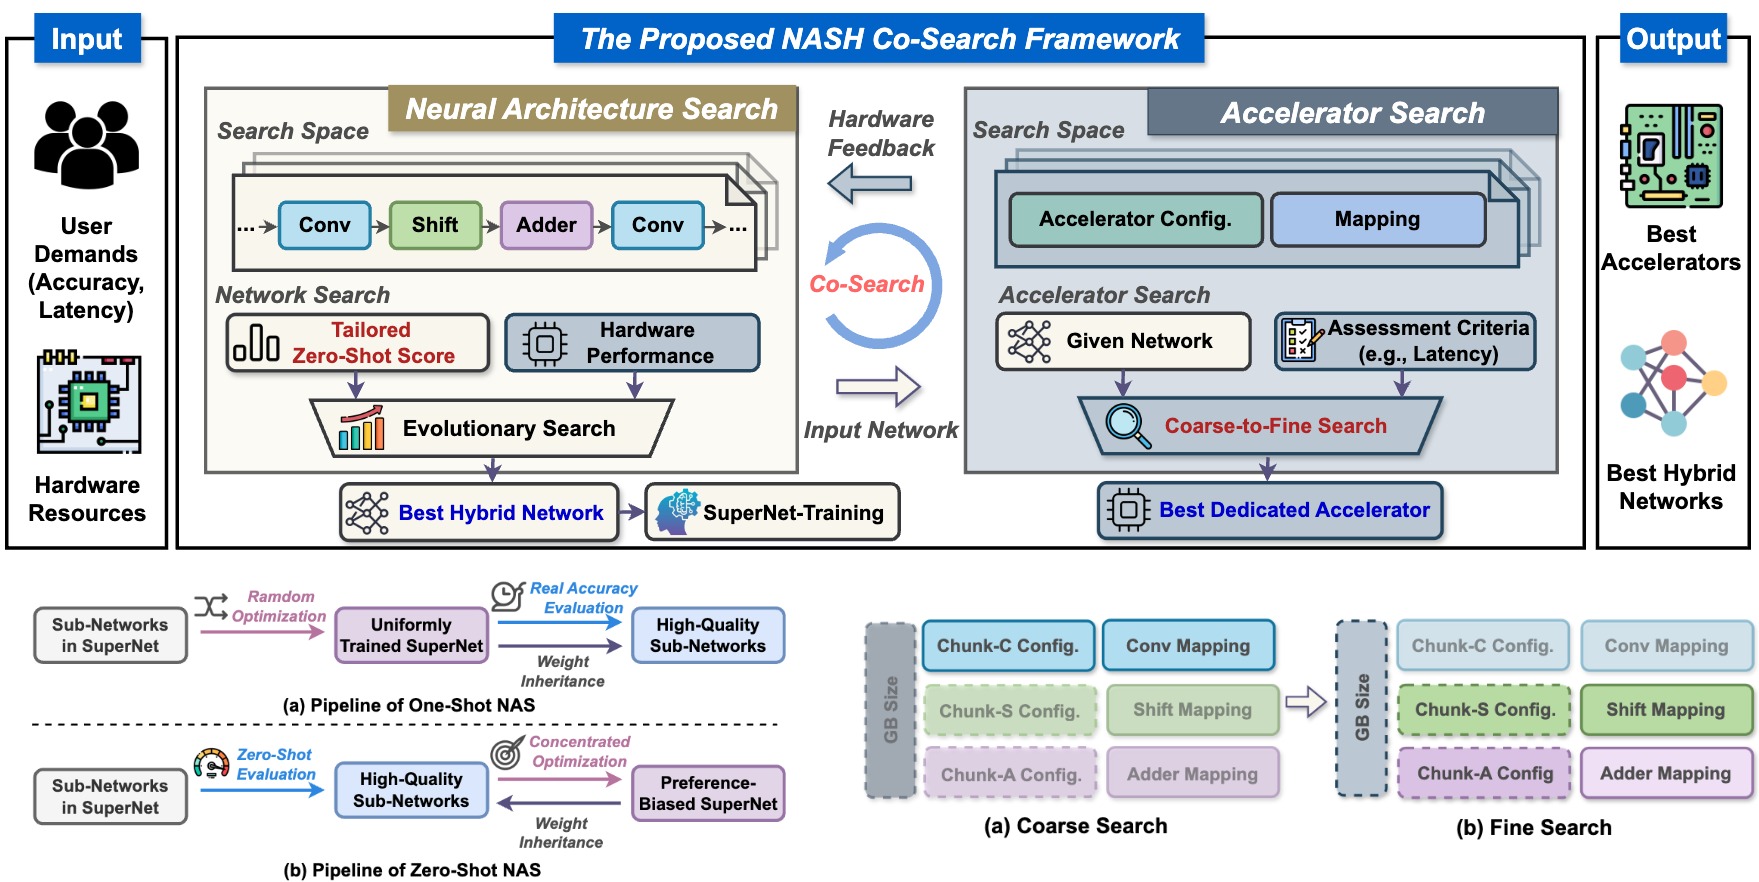 Input
The Proposed NASH Co-Search Framework
Output
User
Demands
(Accuracy,
Latency)
Hardware
Resources
Neural Architecture Search
Search Space
... Conv Shift Adder Conv ...
Network Search
Tailored
Zero-Shot Score
Hardware
Performance
Evolutionary Search
Best Hybrid Network
SuperNet-Training
Hardware
Feedback
Co-Search
Input Network
Accelerator Search
Search Space
Accelerator Config. Mapping
Accelerator Search
Given Network
Assessment Criteria
(e.g., Latency)
Coarse-to-Fine Search
Best Dedicated Accelerator
Best
Accelerators
Best Hybrid
Networks
Sub-Networks
in SuperNet
Ramdom
Optimization
Uniformly
Trained SuperNet
Real Accuracy
Evaluation
Weight
Inheritance
High-Quality
Sub-Networks
(a) Pipeline of One-Shot NAS
Sub-Networks
in SuperNet
Zero-Shot
Evaluation
High-Quality
Sub-Networks
Concentrated
Optimization
Weight
Inheritance
Preference-
Biased SuperNet
(b) Pipeline of Zero-Shot NAS
GB Size
Chunk-C Config. Conv Mapping
Chunk-S Config. Shift Mapping
Chunk-A Config. Adder Mapping
(a) Coarse Search
GB Size
Chunk-C Config. Conv Mapping
Chunk-S Config. Shift Mapping
Chunk-A Config Adder Mapping
(b) Fine Search